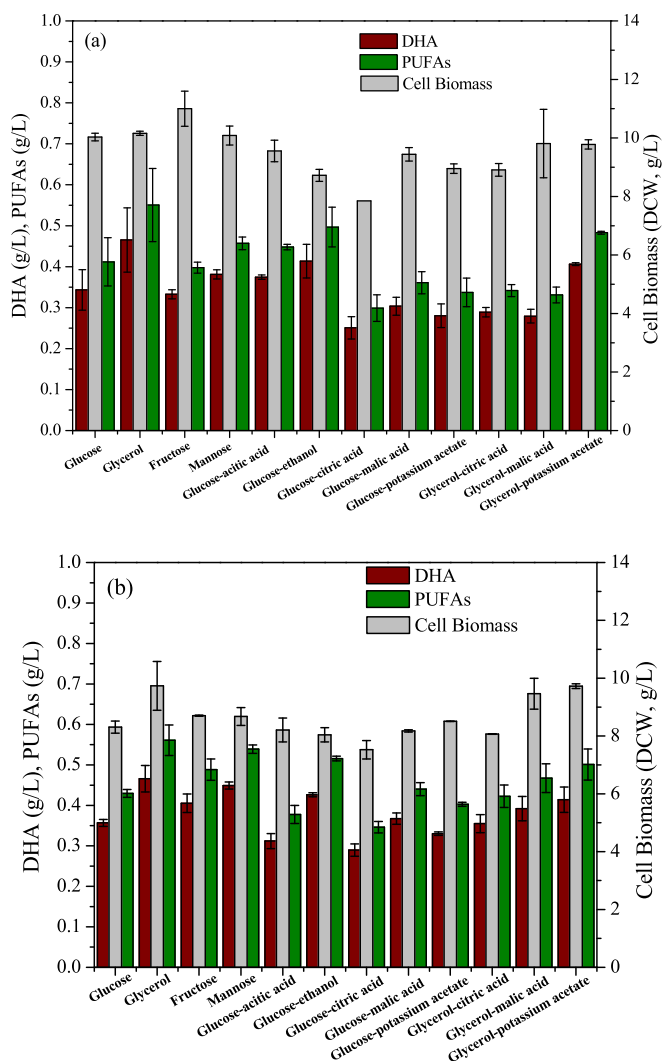 (a)
DHA
PUFAs
Cell Biomass
DHA (g/L), PUFAs (g/L)
Cell Biomass (DCW, g/L)
1.0
0.9
0.8
0.7
0.6
0.5
0.4
0.3
0.2
0.1
0.0
14
12
10
8
6
4
2
0
Glucose
Glycerol
Fructose
Mannose
Glucose-acitic acid
Glucose-ethanol
Glucose-citric acid
Glucose-malic acid
Glucose-potassium acetate
Glycerol-citric acid
Glycerol-malic acid
Glycerol-potassium acetate
(b)
DHA
PUFAs
Cell Biomass
DHA (g/L), PUFAs (g/L)
Cell Biomass (DCW, g/L)
1.0
0.9
0.8
0.7
0.6
0.5
0.4
0.3
0.2
0.1
0.0
14
12
10
8
6
4
2
0
Glucose
Glycerol
Fructose
Mannose
Glucose-acitic acid
Glucose-ethanol
Glucose-citric acid
Glucose-malic acid
Glucose-potassium acetate
Glycerol-citric acid
Glycerol-malic acid
Glycerol-potassium acetate